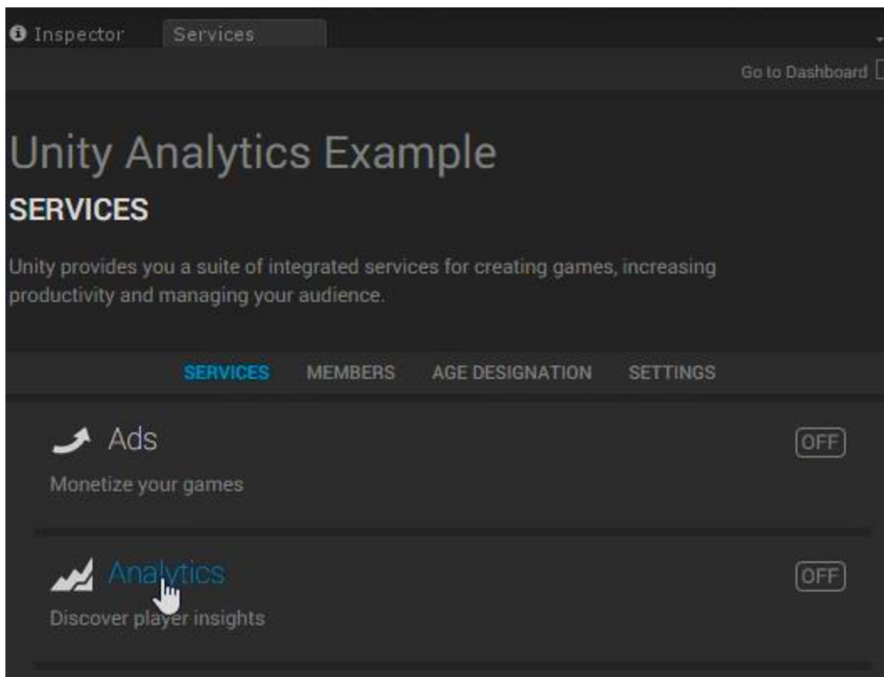 Inspector
Services
Go to Dashboard
Unity Analytics Example
SERVICES
Unity provides you a suite of integrated services for creating games, increasing
productivity and managing your audience.
SERVICES MEMBERS AGE DESIGNATION SETTINGS
Ads
OFF
Monetize your games
Analytics
OFF
Discover player insights